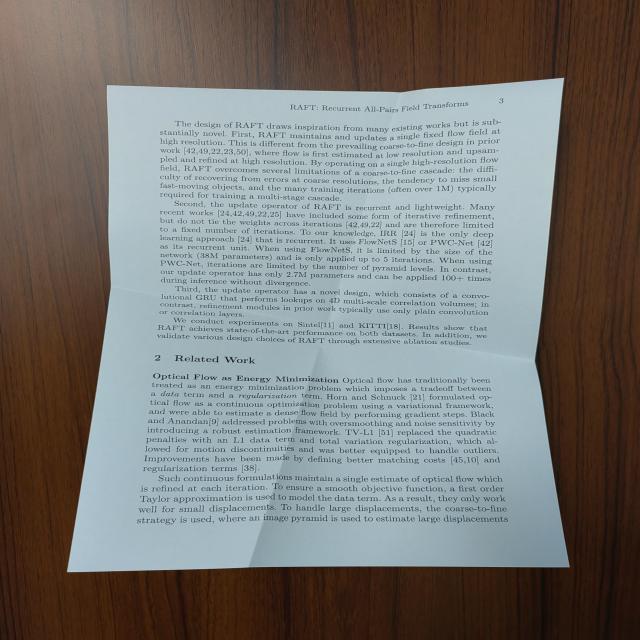 RAFT: Recurrent All-Pairs Field Transforms 3
The design of RAFT draws inspiration from many existing works but is sub-
stantially novel. First, RAFT maintains and updates a single fixed flow field at
high resolution. This is different from the prevailing coarse-to-fine design in prior
work [42,49,22,23,50], where flow is first estimated at low resolution and upsam-
pled and refined at high resolution. By operating on a single high-resolution flow
field, RAFT overcomes several limitations of a coarse-to-fine cascade: the diffi-
culty of recovering from errors at coarse resolutions, the tendency to miss small
fast-moving objects, and the many training iterations (often over 1M) typically
required for training a multi-stage cascade.
Second, the update operator of RAFT is recurrent and lightweight. Many
recent works [24,42,49,22,25] have included some form of iterative refinement,
but do not tie the weights across iterations [42,49,22] and are therefore limited
to a fixed number of iterations. To our knowledge, IRR [24] is the only deep
learning approach [24] that is recurrent. It uses FlowNetS [15] or PWC-Net [42]
as its recurrent unit. When using FlowNetS, it is limited by the size of the
network (38M parameters) and is only applied up to 5 iterations. When using
PWC-Net, iterations are limited by the number of pyramid levels. In contrast,
our update operator has only 2.7M parameters and can be applied 100+ times
during inference without divergence.
Third, the update operator has a novel design, which consists of a convo-
lutional GRU that performs lookups on 4D multi-scale correlation volumes; in
contrast, refinement modules in prior work typically use only plain convolution
or correlation layers.
We conduct experiments on Sintel[11] and KITTI[18]. Results show that
RAFT achieves state-of-the-art performance on both datasets. In addition, we
validate various design choices of RAFT through extensive ablation studies.
2 Related Work
Optical Flow as Energy Minimization Optical flow has traditionally been
treated as an energy minimization problem which imposes a tradeoff between
a data term and a regularization term. Horn and Schnuck [21] formulated op-
tical flow as a continuous optimization problem using a variational framework,
and were able to estimate a dense flow field by performing gradient steps. Black
and Anandan[9] addressed problems with oversmoothing and noise sensitivity by
introducing a robust estimation framework. TV-L1 [51] replaced the quadratic
penalties with an L1 data term and total variation regularization, which al-
lowed for motion discontinuities and was better equipped to handle outliers.
Improvements have been made by defining better matching costs [45,10] and
regularization terms [38].
Such continuous formulations maintain a single estimate of optical flow which
is refined at each iteration. To ensure a smooth objective function, a first order
Taylor approximation is used to model the data term. As a result, they only work
well for small displacements. To handle large displacements, the coarse-to-fine
strategy is used, where an image pyramid is used to estimate large displacements